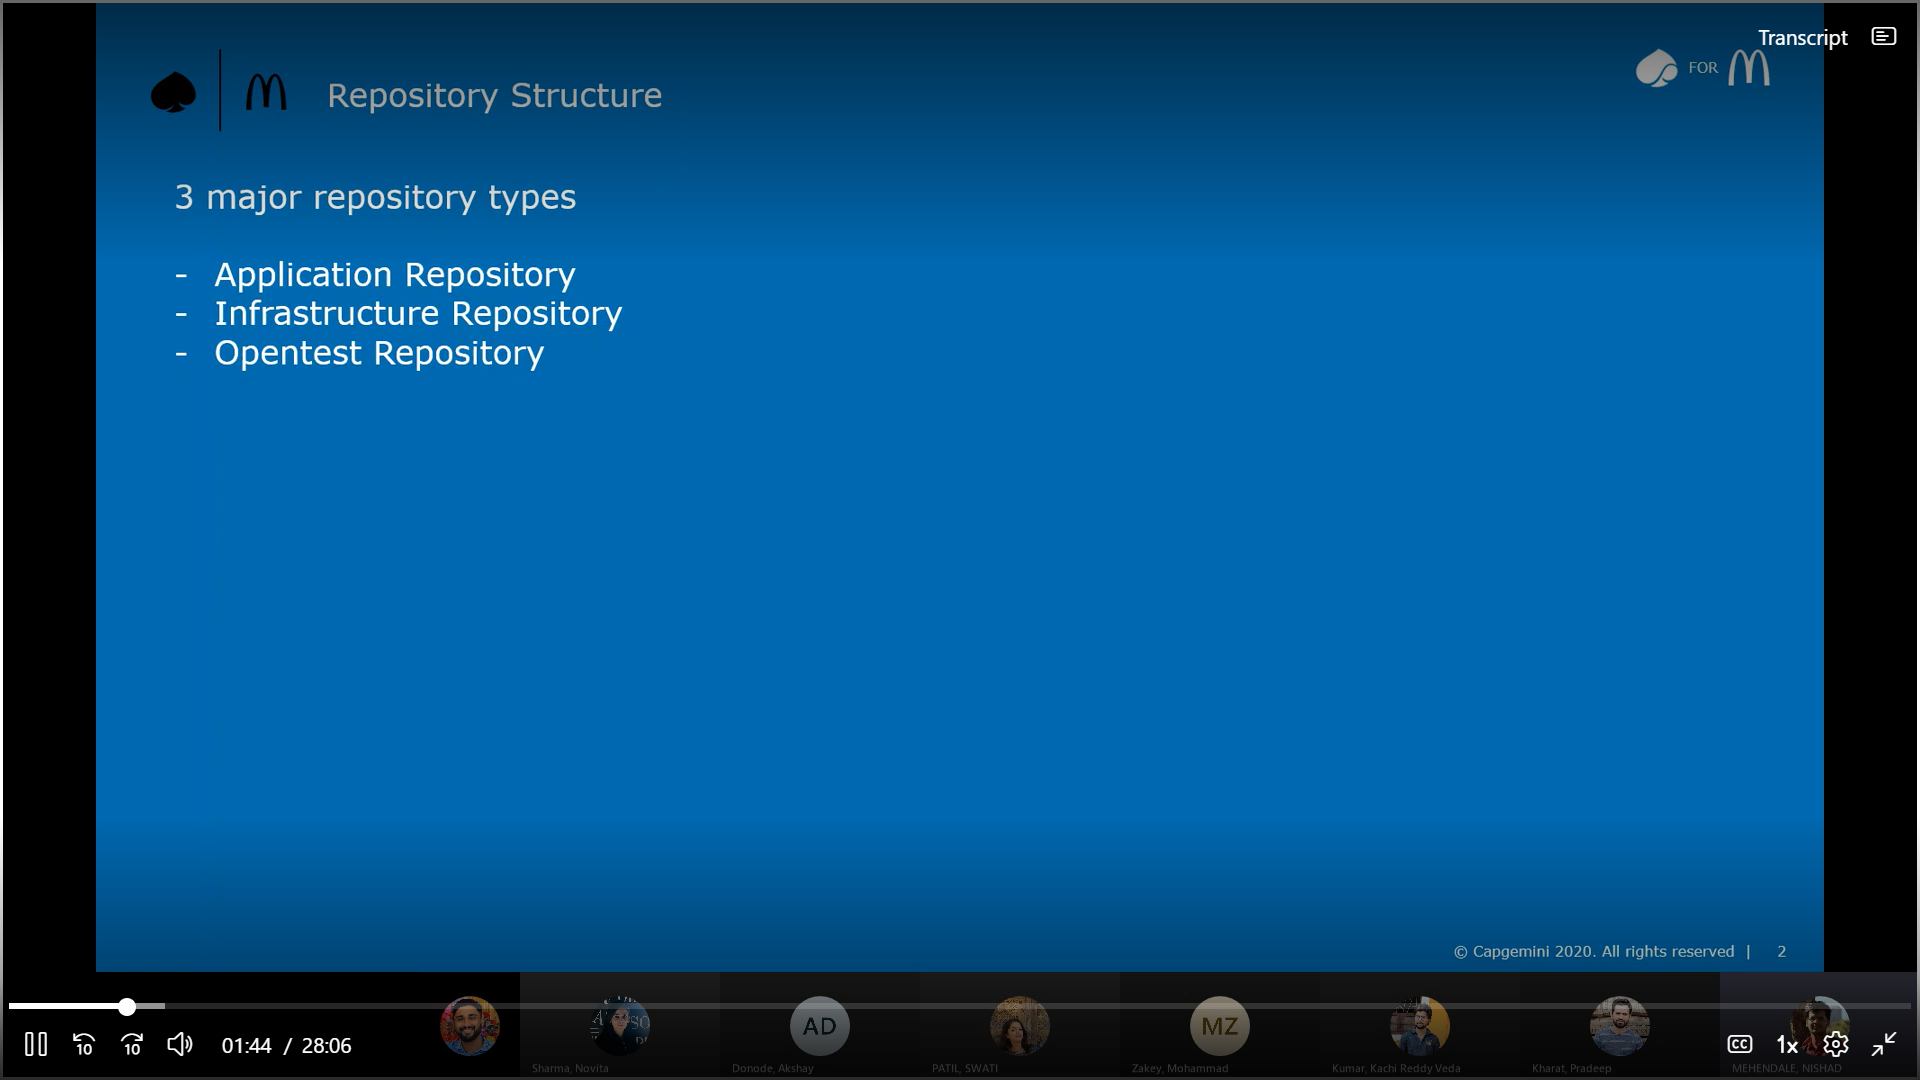 Transcript
FOR
Repository Structure
3 major repository types
- Application Repository
- Infrastructure Repository
- Opentest Repository
© Capgemini 2020. All rights reserved | 2
AD
MZ
10
10
01:44 / 28:06
CC
1x
Sharma, Novita
Donode, Akshay
PATIL, SWATI
Zakey, Mohammad
Kumar, Kachi Reddy Veda
Kharat, Pradeep
MEHENDALE, NISHAD